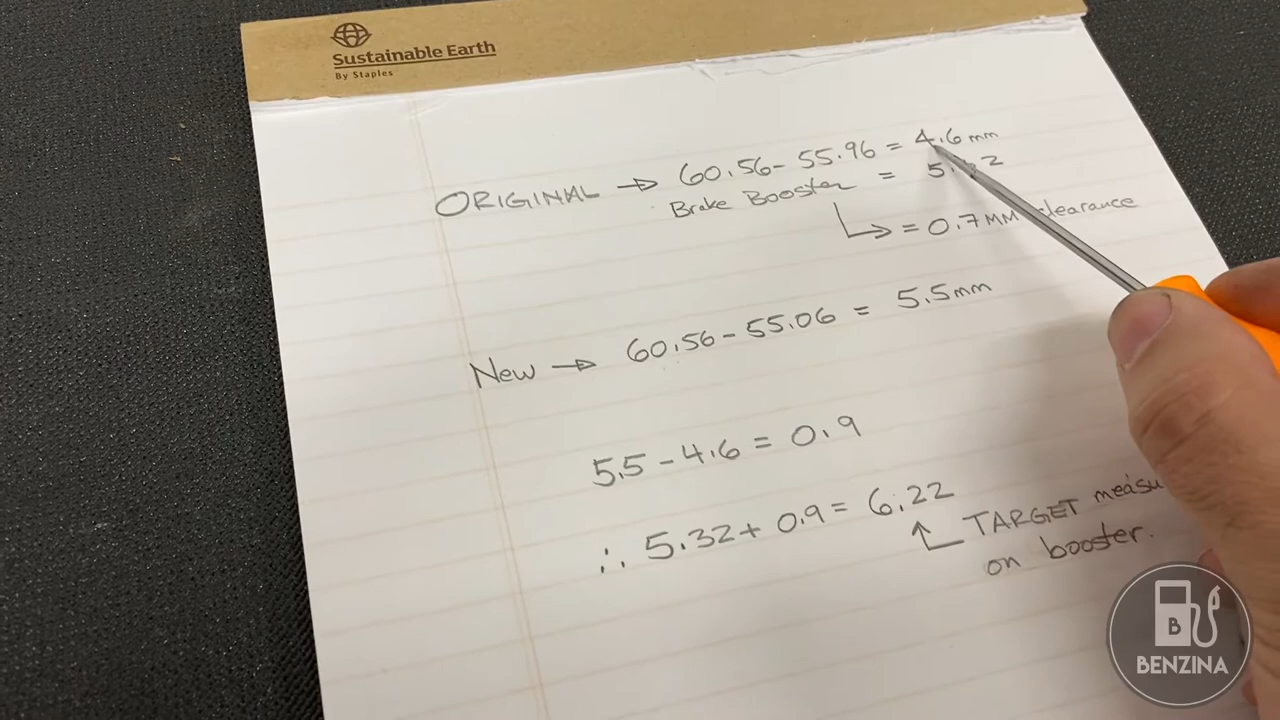 Sustainable Earth
By Staples
ORIGINAL → 60.56 - 55.96 = 4.6 mm
Brake Booster =
↳ = 0.7 MM clearance
New → 60.56 - 55.06 = 5.5mm
5.5 - 4.6 = 0.9
∴ 5.32 + 0.9 = 6.22
TARGET
on booster.
B
BENZINA